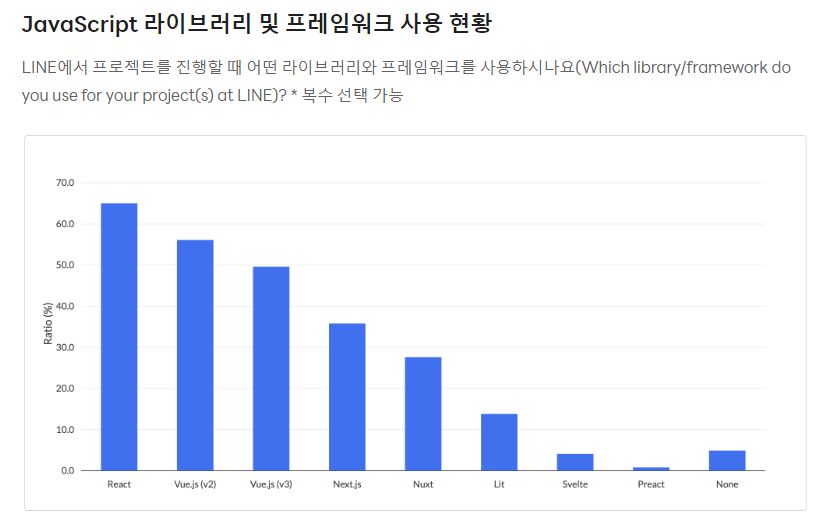 JavaScript 라이브러리 및 프레임워크 사용 현황
LINE에서 프로젝트를 진행할 때 어떤 라이브러리와 프레임워크를 사용하시나요(Which library/framework do
you use for your project(s) at LINE)? * 복수 선택 가능
70.0
60.0
50.0
40.0
30.0
20.0
10.0
0.0
Ratio (%)
React Vue.js (v2) Vue.js (v3) Next.js Nuxt Lit Svelte Preact None